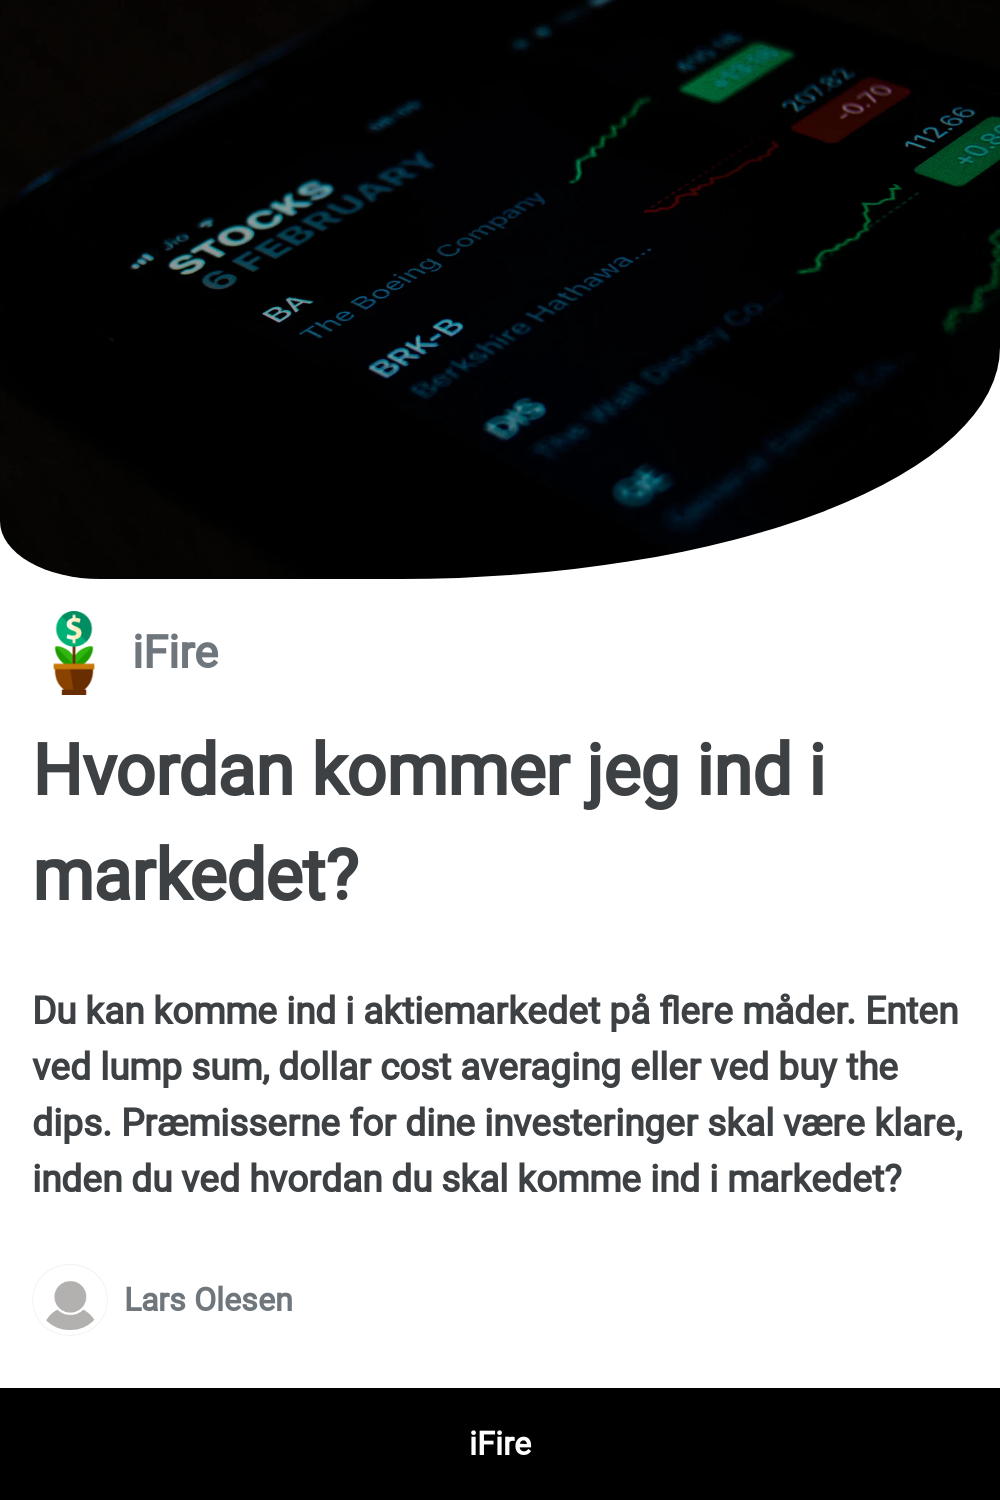 Jio
STOCKS
6 FEBRUARY
BA
The Boeing Company
BRK-B
Berkshire Hathawa...
207.82
-0.70
DIS
The Walt Disney Co...
112.66
GE
iFire
Hvordan kommer jeg ind i
markedet?
Du kan komme ind i aktiemarkedet på flere måder. Enten
ved lump sum, dollar cost averaging eller ved buy the
dips. Præmisserne for dine investeringer skal være klare,
inden du ved hvordan du skal komme ind i markedet?
Lars Olesen
iFire